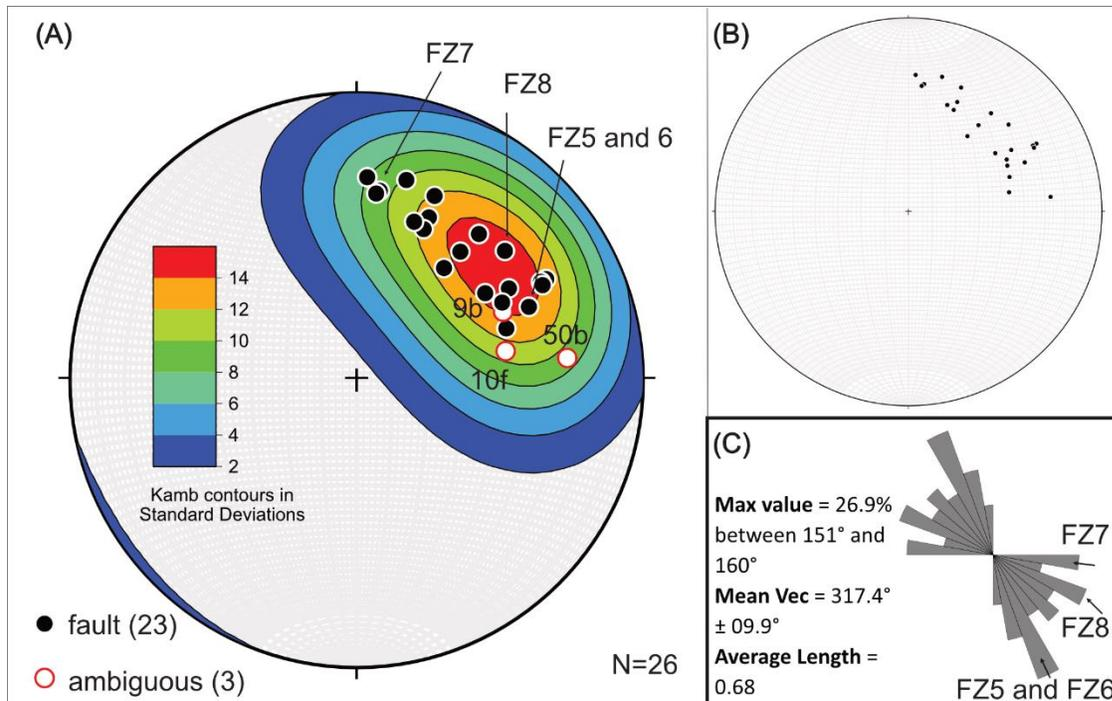 (A)
FZ7
FZ8
FZ5 and 6
9b
50b
10f
14
12
10
8
6
4
2
Kamb contours in
Standard Deviations
fault (23)
ambiguous (3)
N=26
(B)
(C)
Max value = 26.9%
between 151° and
160°
Mean Vec = 317.4°
± 09.9°
Average Length =
0.68
FZ7
FZ8
FZ5 and FZ6